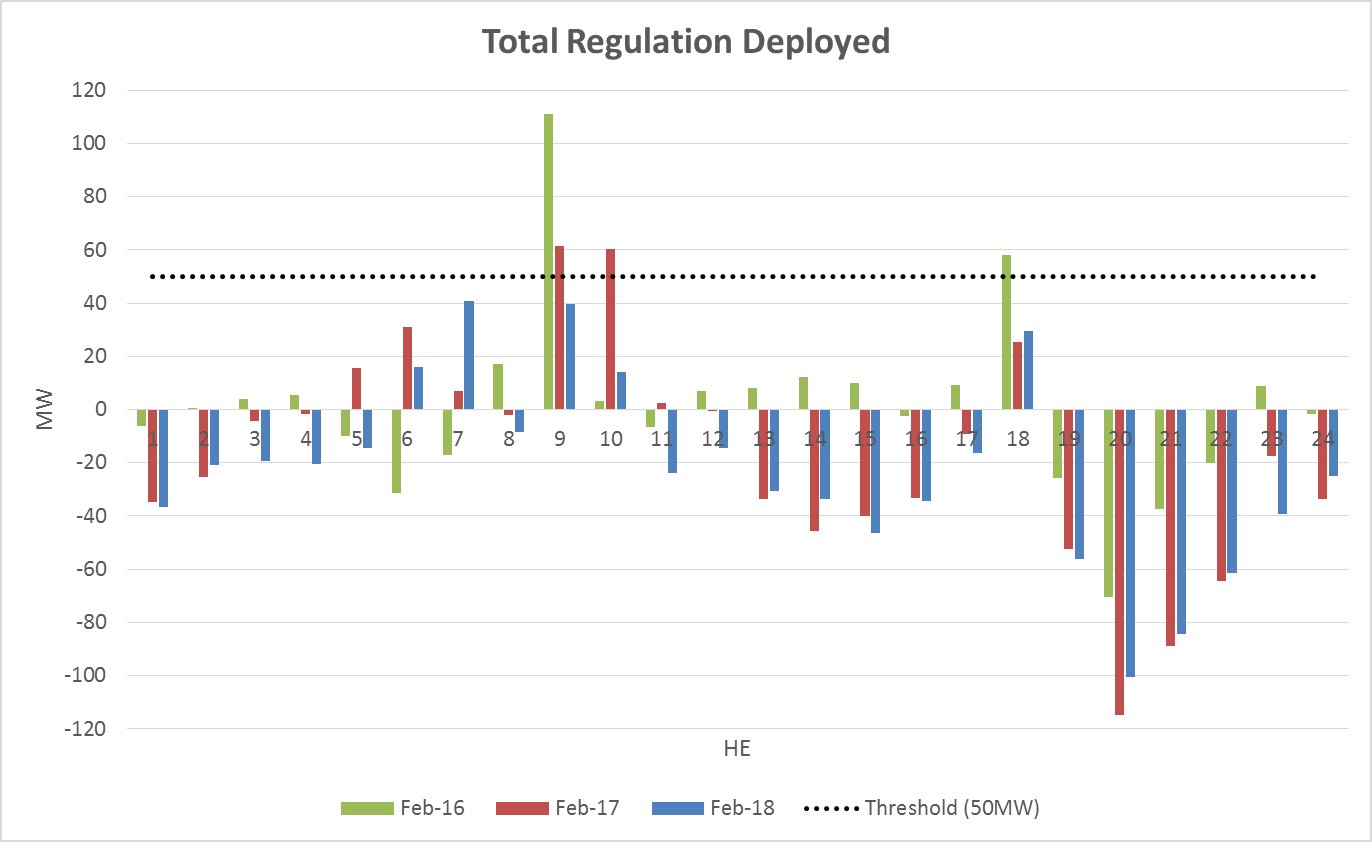 Total Regulation Deployed
120
100
80
60
40
20
0
-20
-40
-60
-80
-100
-120
MW
1 2 3 4 5 6 7 8 9 10 11 12 13 14 15 16 17 18 19 20 21 22 23 24
HE
Feb-16 Feb-17 Feb-18 Threshold (50MW)